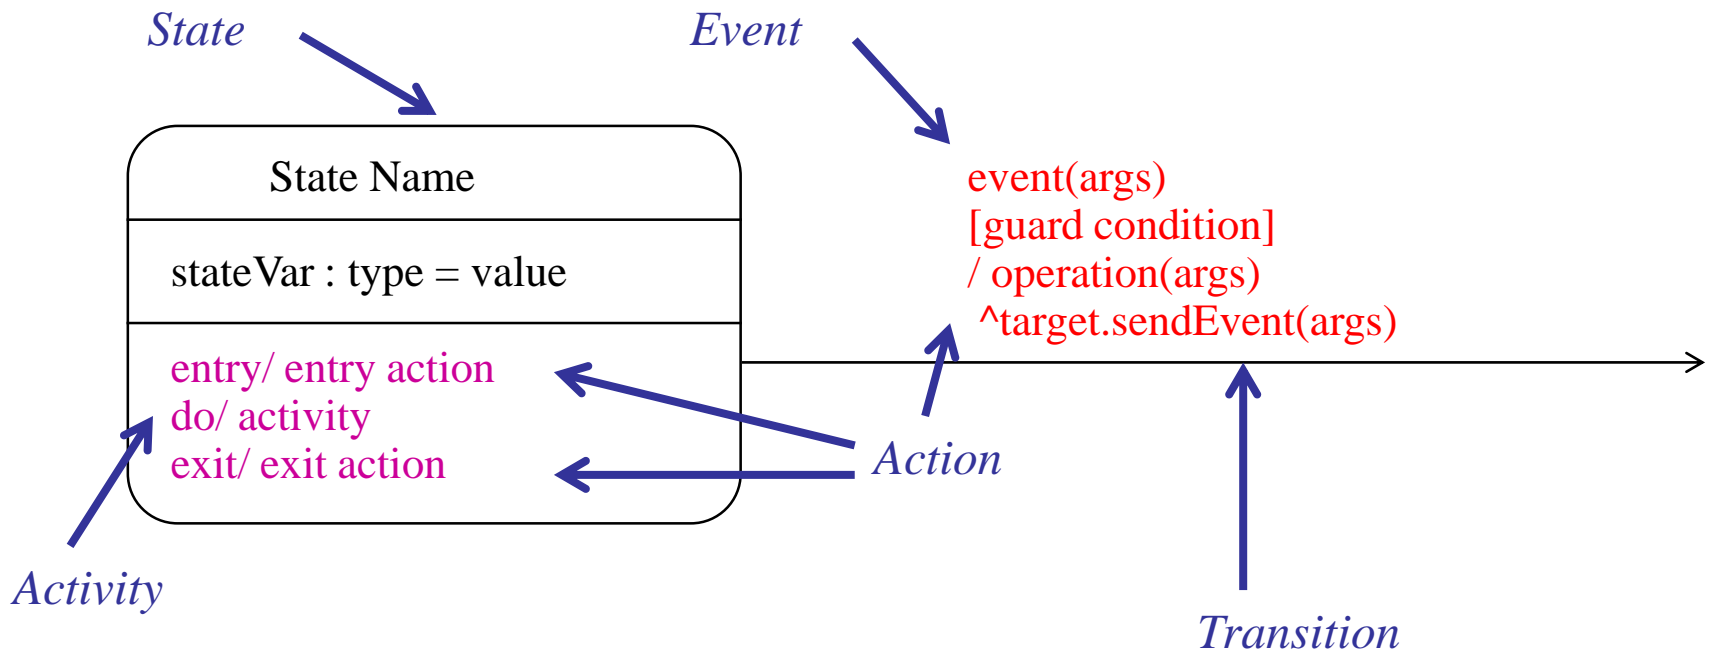 State
Event
State Name
stateVar : type = value
entry/ entry action
do/ activity
exit/ exit action
event(args)
[guard condition]
/ operation(args)
^target.sendEvent(args)
Action
Activity
Transition